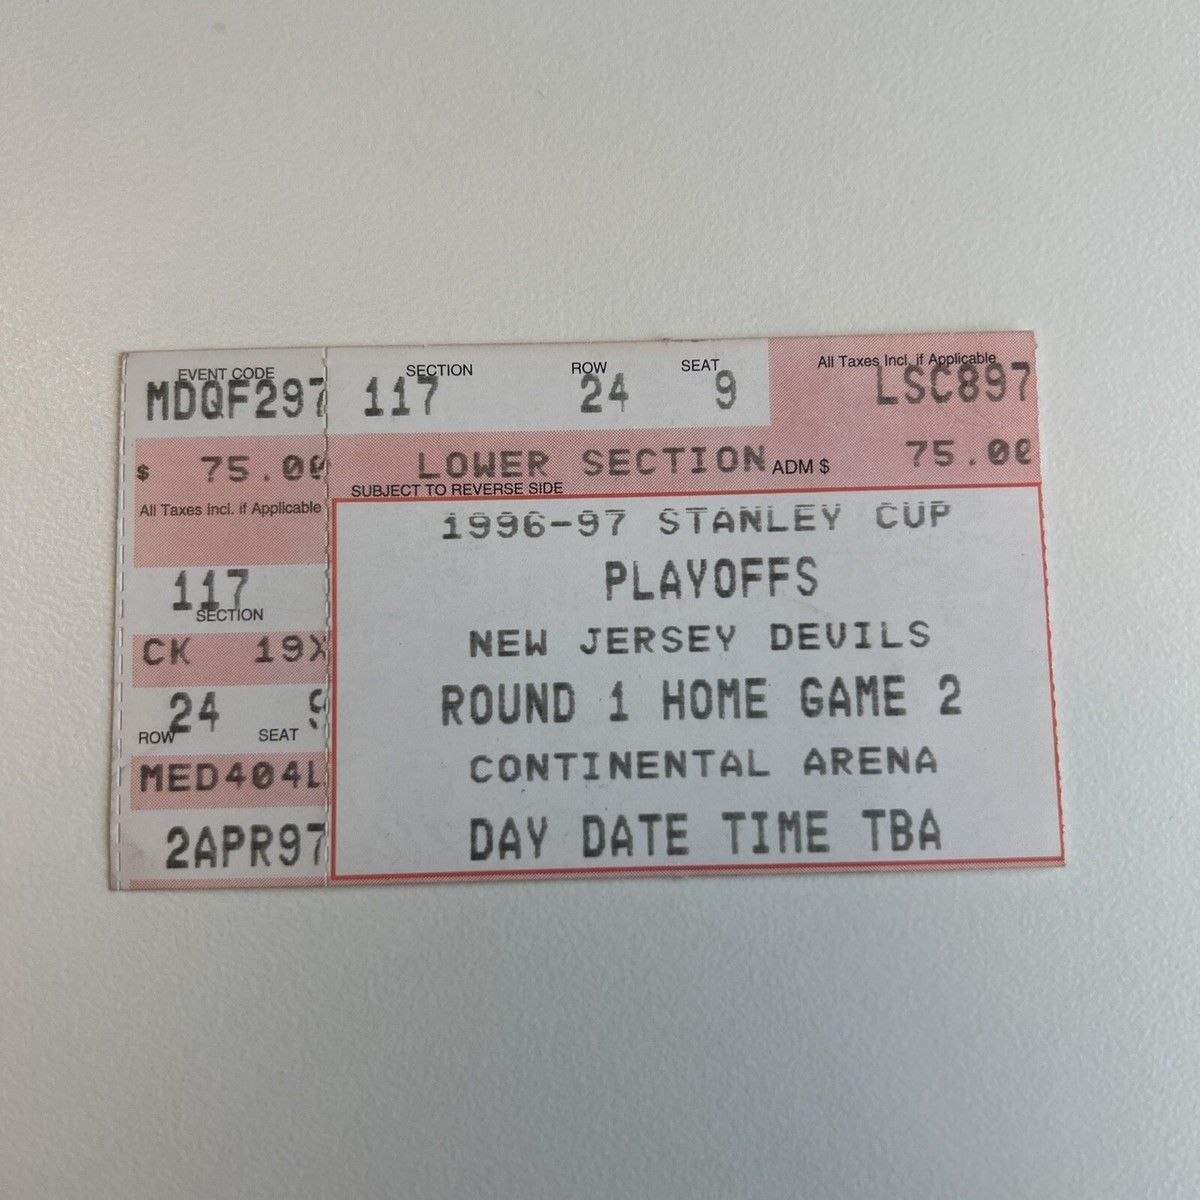 EVENT CODE
MDQF297
$ 75.00
All Taxes Incl. if Applicable
117
SECTION
CK 19X
24 9
ROW SEAT
MED404L
2APR97
SECTION ROW SEAT
117 24 9
All Taxes Incl. if Applicable
LSC897
LOWER SECTION ADM $ 75.00
SUBJECT TO REVERSE SIDE
1996-97 STANLEY CUP
PLAYOFFS
NEW JERSEY DEVILS
ROUND 1 HOME GAME 2
CONTINENTAL ARENA
DAY DATE TIME TBA